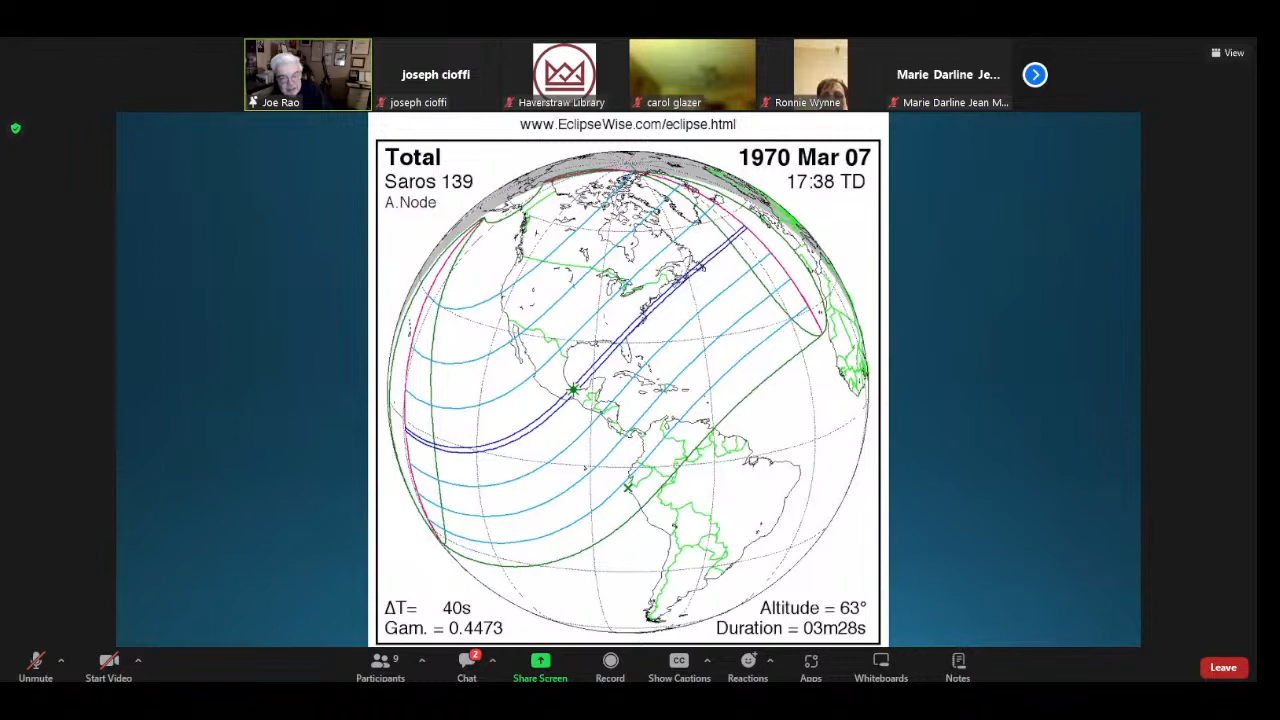 View
joseph cioffi
Marie Darline Je...
Joe Rao
joseph cioffi
Haverstraw Library
carol glazer
Ronnie Wynne
Marie Darline Jean M...
www.EclipseWise.com/eclipse.html
Total
1970 Mar 07
Saros 139
17:38 TD
A.Node
ΔT= 40s
Altitude = 63°
Gam. = 0.4473
Duration = 03m28s
9
2
CC
Unmute
Start Video
Participants
Chat
Share Screen
Record
Show Captions
Reactions
Apps
Whiteboards
Notes
Leave